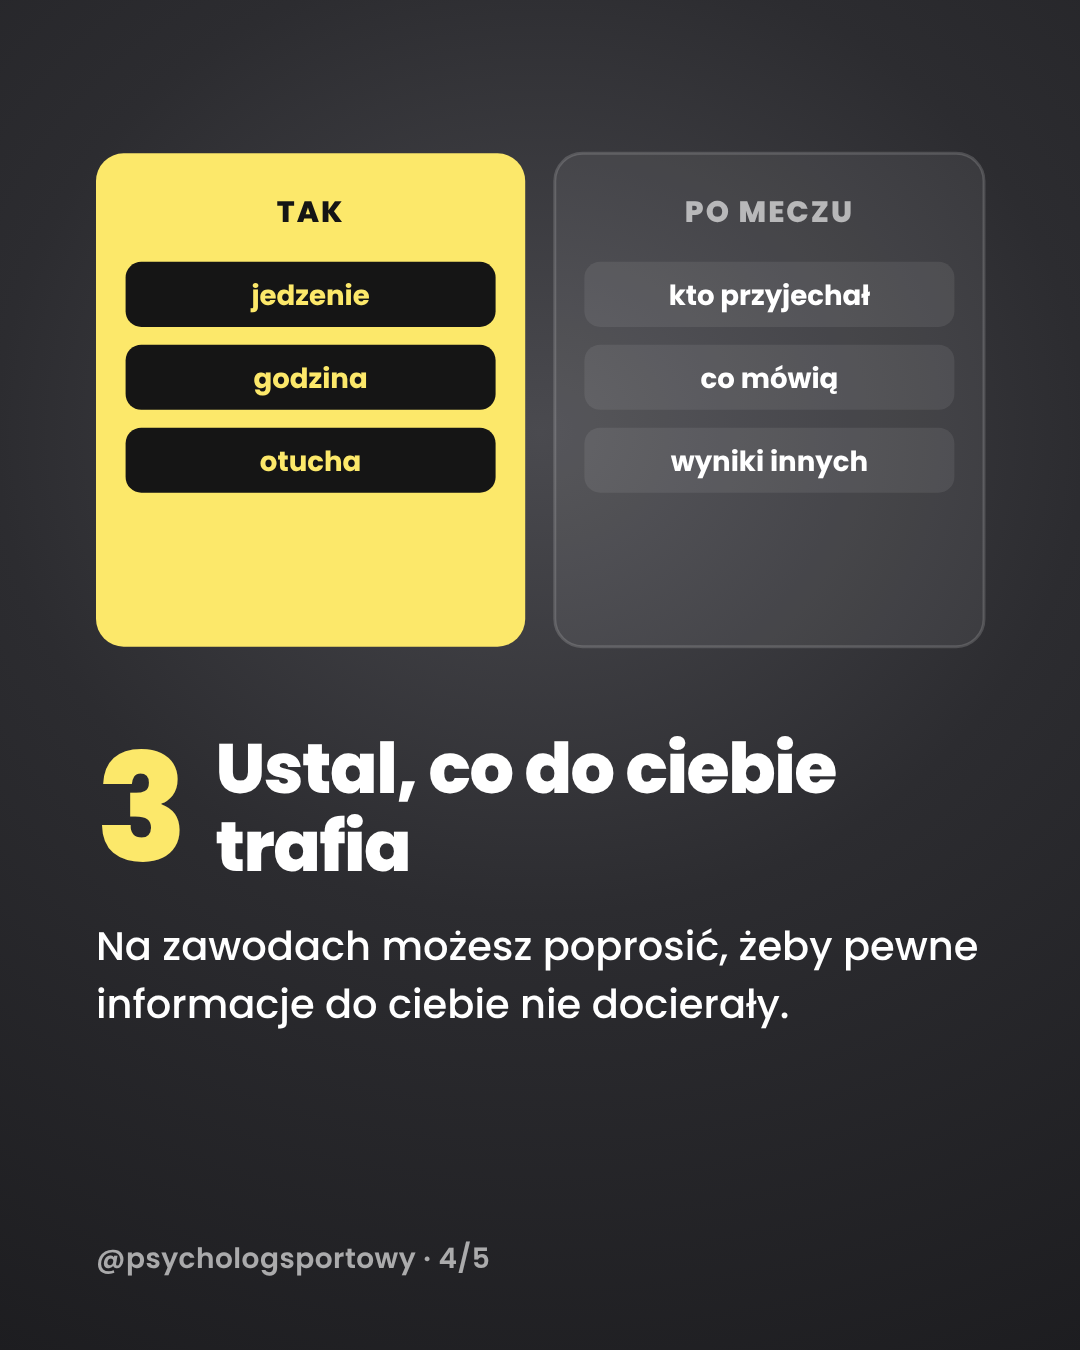 TAK
jedzenie
godzina
otucha
PO MECZU
kto przyjechał
co mówią
wyniki innych
3
Ustal, co do ciebie
trafia
Na zawodach możesz poprosić, żeby pewne
informacje do ciebie nie docierały.
@psychologsportowy · 4/5